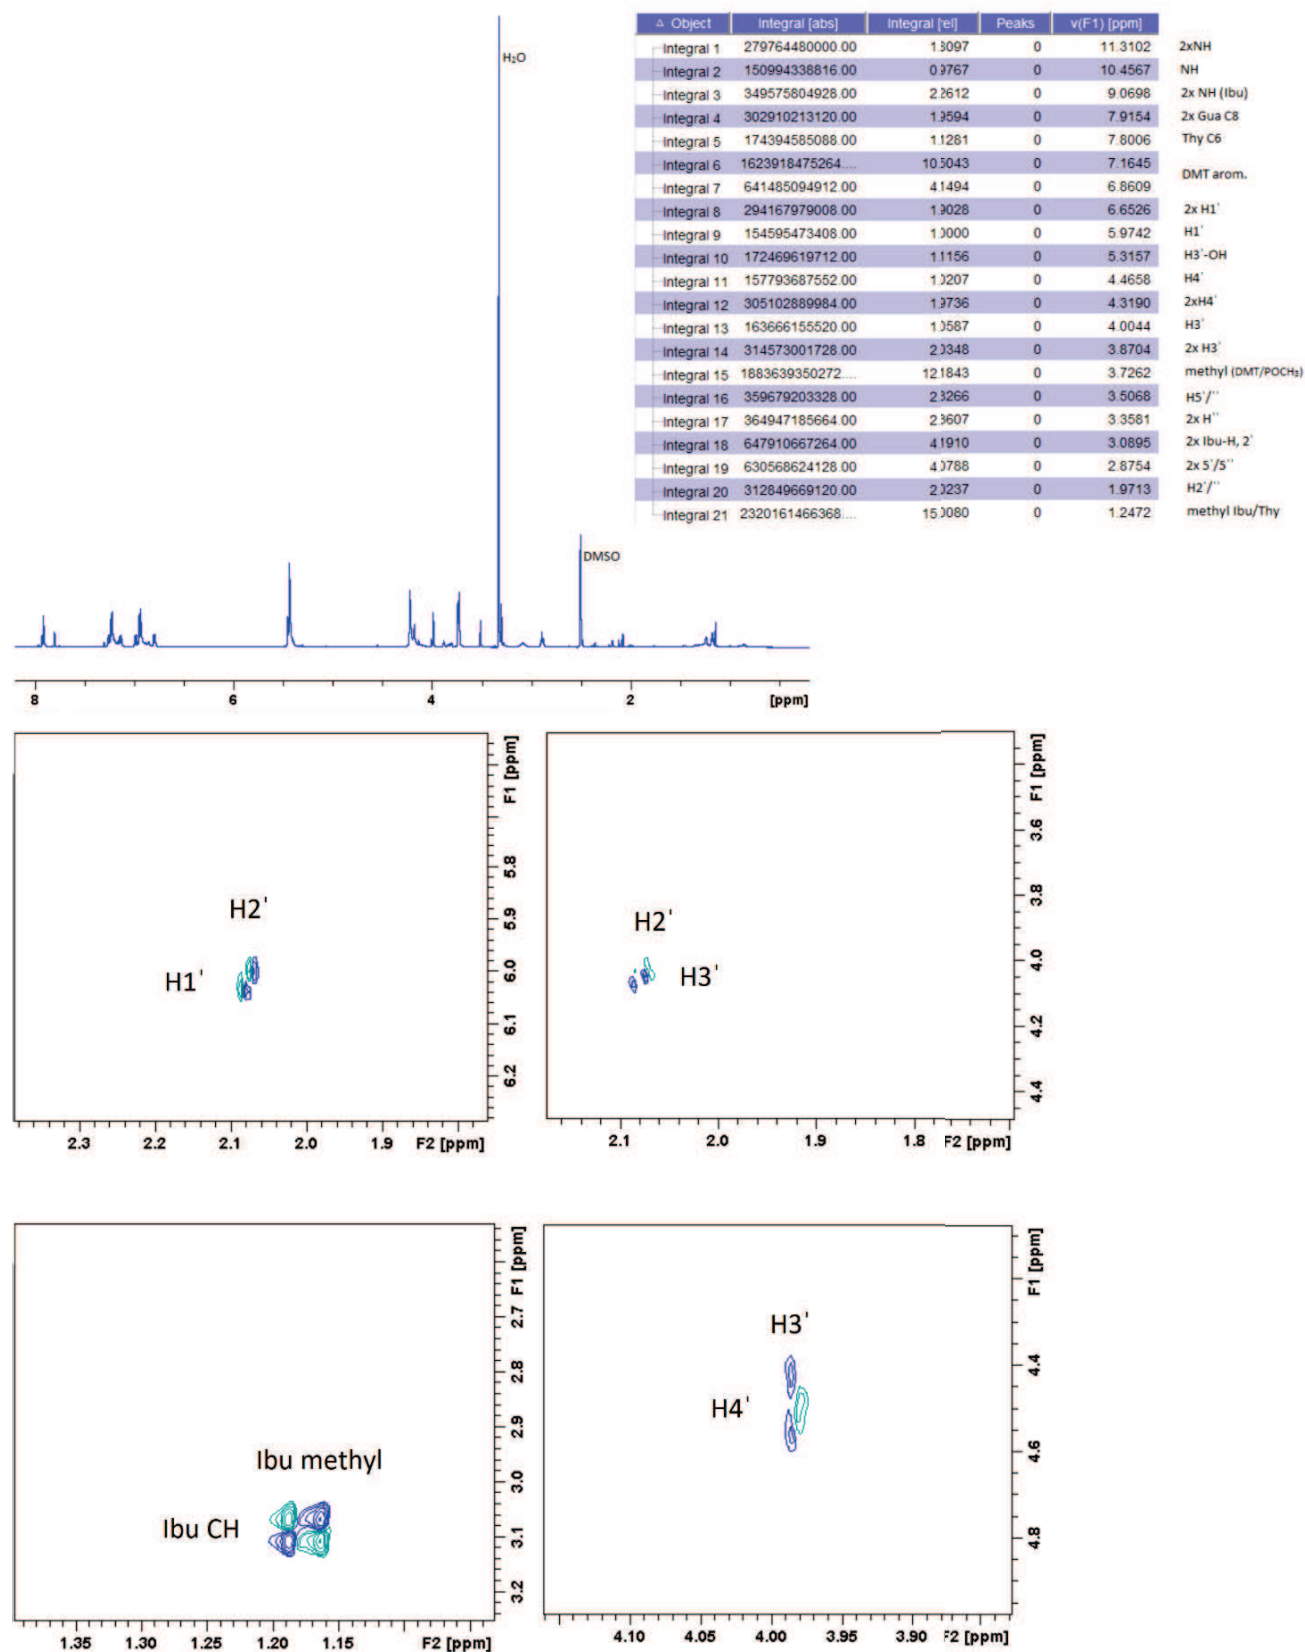 △ Object Integral [abs] Integral [rel] Peaks ν(F1) [ppm]
Integral 1 279764480000.00 1.8097 0 11.3102 2xNH
Integral 2 150994338816.00 0.9767 0 10.4567 NH
Integral 3 349575804928.00 2.2612 0 9.0698 2x NH (Ibu)
Integral 4 302910213120.00 1.9594 0 7.9154 2x Gua C8
Integral 5 174394585088.00 1.1281 0 7.8006 Thy C6
Integral 6 1623918475264.... 10.5043 0 7.1645
DMT arom.
Integral 7 641485094912.00 4.1494 0 6.8609
Integral 8 294167979008.00 1.9028 0 6.6526 2x H1'
Integral 9 154595473408.00 1.0000 0 5.9742 H1'
Integral 10 172469619712.00 1.1156 0 5.3157 H3'-OH
Integral 11 157793687552.00 1.0207 0 4.4658 H4'
Integral 12 305102889984.00 1.9736 0 4.3190 2xH4'
Integral 13 163666155520.00 1.0587 0 4.0044 H3'
Integral 14 314573001728.00 2.0348 0 3.8704 2x H3'
Integral 15 1883639350272.... 12.1843 0 3.7262 methyl (DMT/POCH₃)
Integral 16 359679203328.00 2.3266 0 3.5068 H5'/''
Integral 17 364947185664.00 2.3607 0 3.3581 2x H''
Integral 18 647910667264.00 4.1910 0 3.0895 2x Ibu-H, 2'
Integral 19 630568624128.00 4.0788 0 2.8754 2x 5'/5''
Integral 20 312849669120.00 2.0237 0 1.9713 H2'/''
Integral 21 2320161466368.... 15.0080 0 1.2472 methyl Ibu/Thy
H₂O
DMSO
8 6 4 2 [ppm]
H2'
H1'
F1 [ppm]
5.8
5.9
6.0
6.1
6.2
2.3 2.2 2.1 2.0 1.9 F2 [ppm]
H2'
H3'
F1 [ppm]
3.6
3.8
4.0
4.2
4.4
2.1 2.0 1.9 1.8 F2 [ppm]
Ibu methyl
Ibu CH
F1 [ppm]
2.7
2.8
2.9
3.0
3.1
3.2
1.35 1.30 1.25 1.20 1.15 F2 [ppm]
H3'
H4'
F1 [ppm]
4.4
4.6
4.8
4.10 4.05 4.00 3.95 3.90 F2 [ppm]